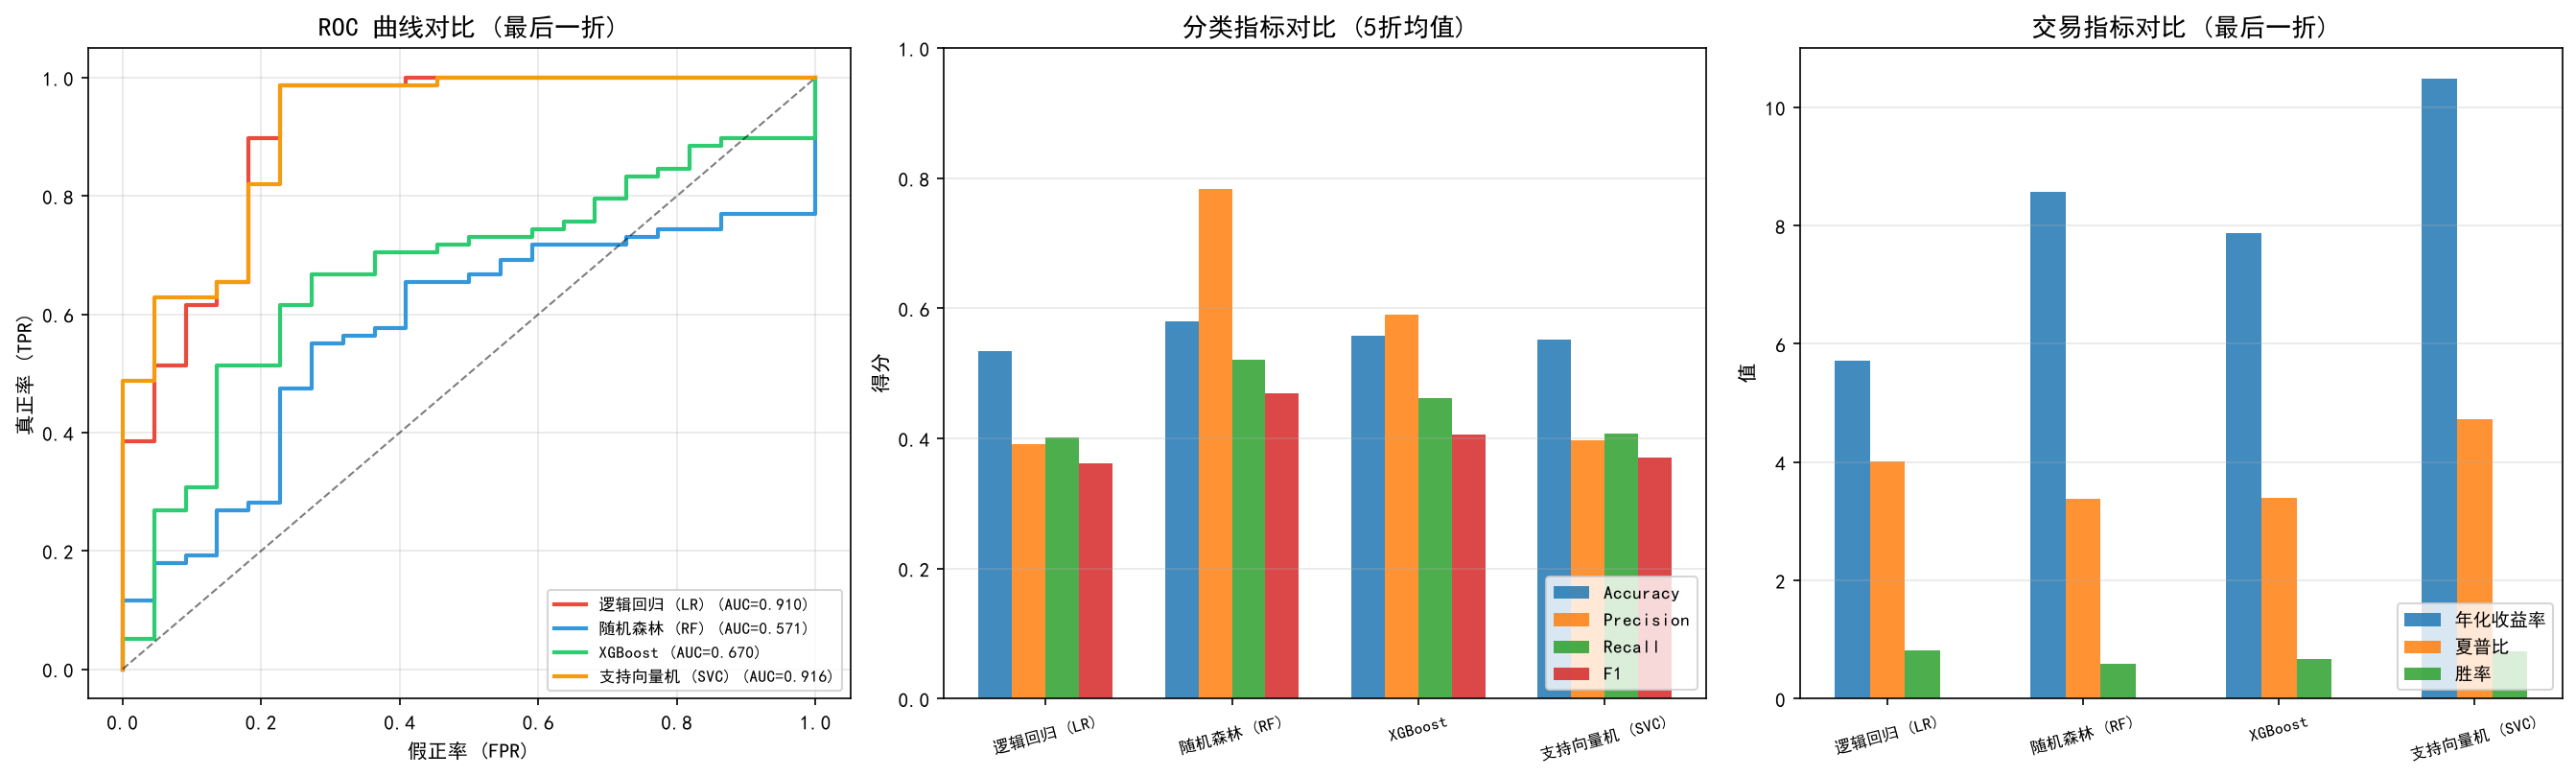 ROC 曲线对比 (最后一折)
真正率 (TPR)
1.0
0.8
0.6
0.4
0.2
0.0
0.0 0.2 0.4 0.6 0.8 1.0
假正率 (FPR)
逻辑回归 (LR) (AUC=0.910)
随机森林 (RF) (AUC=0.571)
XGBoost (AUC=0.670)
支持向量机 (SVC) (AUC=0.916)
分类指标对比 (5折均值)
得分
1.0
0.8
0.6
0.4
0.2
0.0
逻辑回归 (LR) 随机森林 (RF) XGBoost 支持向量机 (SVC)
Accuracy
Precision
Recall
F1
交易指标对比 (最后一折)
值
10
8
6
4
2
0
逻辑回归 (LR) 随机森林 (RF) XGBoost 支持向量机 (SVC)
年化收益率
夏普比
胜率